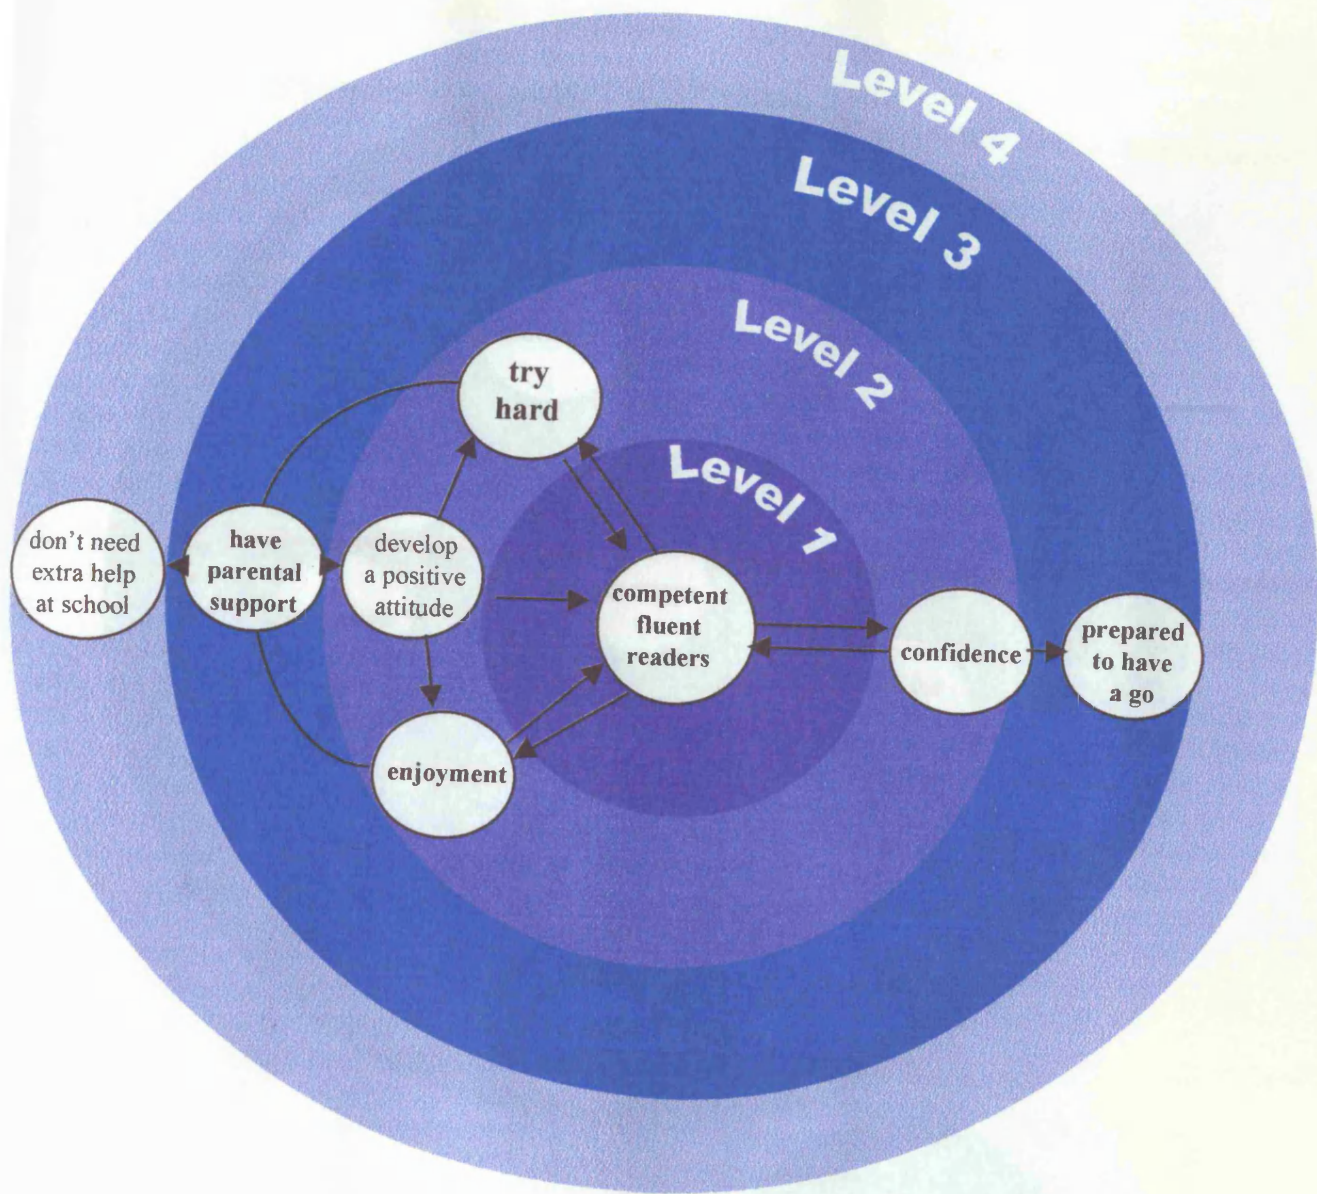 Level 4
Level 3
Level 2
Level 1
try
hard
don't need
extra help
at school
have
parental
support
develop
a positive
attitude
competent
fluent
readers
confidence
prepared
to have
a go
enjoyment